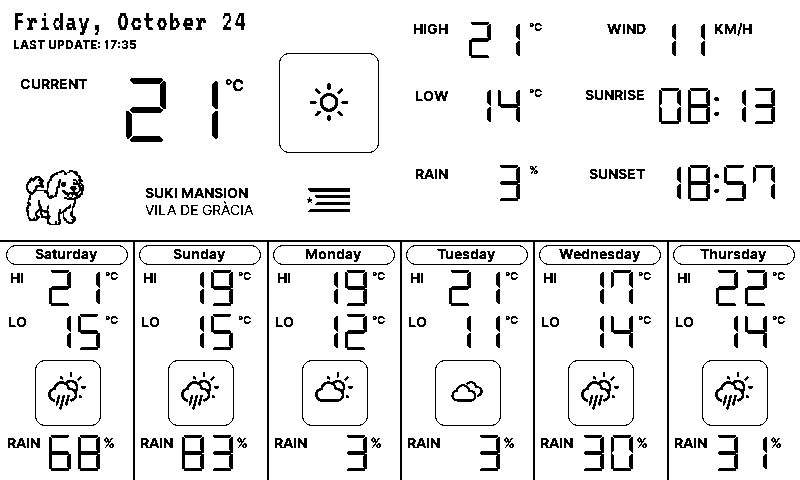 Friday, October 24
LAST UPDATE: 17:35
CURRENT 21 °C
HIGH 21 °C
LOW 14 °C
RAIN 3 %
WIND 11 KM/H
SUNRISE 08:13
SUNSET 18:57
SUKI MANSION
VILA DE GRÀCIA
Saturday
HI 21 °C
LO 15 °C
RAIN 68 %
Sunday
HI 19 °C
LO 15 °C
RAIN 83 %
Monday
HI 19 °C
LO 12 °C
RAIN 3 %
Tuesday
HI 21 °C
LO 11 °C
RAIN 3 %
Wednesday
HI 17 °C
LO 14 °C
RAIN 30 %
Thursday
HI 22 °C
LO 14 °C
RAIN 31 %